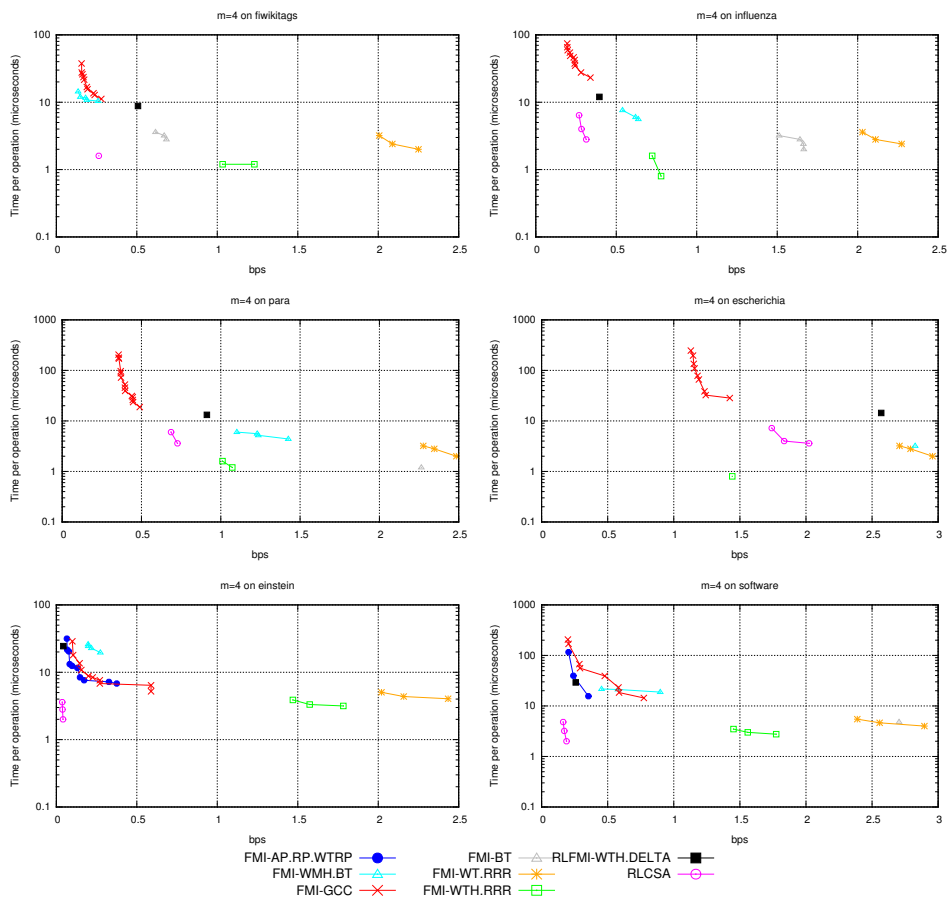 m=4 on fiwikitags
Time per operation (microseconds)
100
10
1
0.1
0 0.5 1 1.5 2 2.5
bps
m=4 on influenza
Time per operation (microseconds)
100
10
1
0.1
0 0.5 1 1.5 2 2.5
bps
m=4 on para
Time per operation (microseconds)
1000
100
10
1
0.1
0 0.5 1 1.5 2 2.5
bps
m=4 on escherichia
Time per operation (microseconds)
1000
100
10
1
0.1
0 0.5 1 1.5 2 2.5 3
bps
m=4 on einstein
Time per operation (microseconds)
100
10
1
0.1
0 0.5 1 1.5 2 2.5
bps
m=4 on software
Time per operation (microseconds)
1000
100
10
1
0.1
0 0.5 1 1.5 2 2.5 3
bps
FMI-AP.RP.WTRP FMI-BT RLFMI-WTH.DELTA
FMI-WMH.BT FMI-WT.RRR RLCSA
FMI-GCC FMI-WTH.RRR